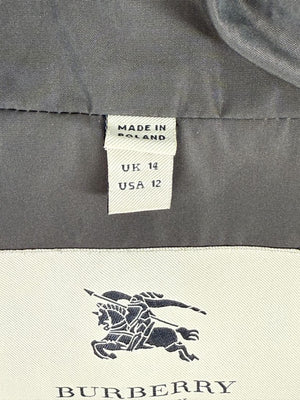 MADE IN
POLAND
UK 14
USA 12
BURBERRY